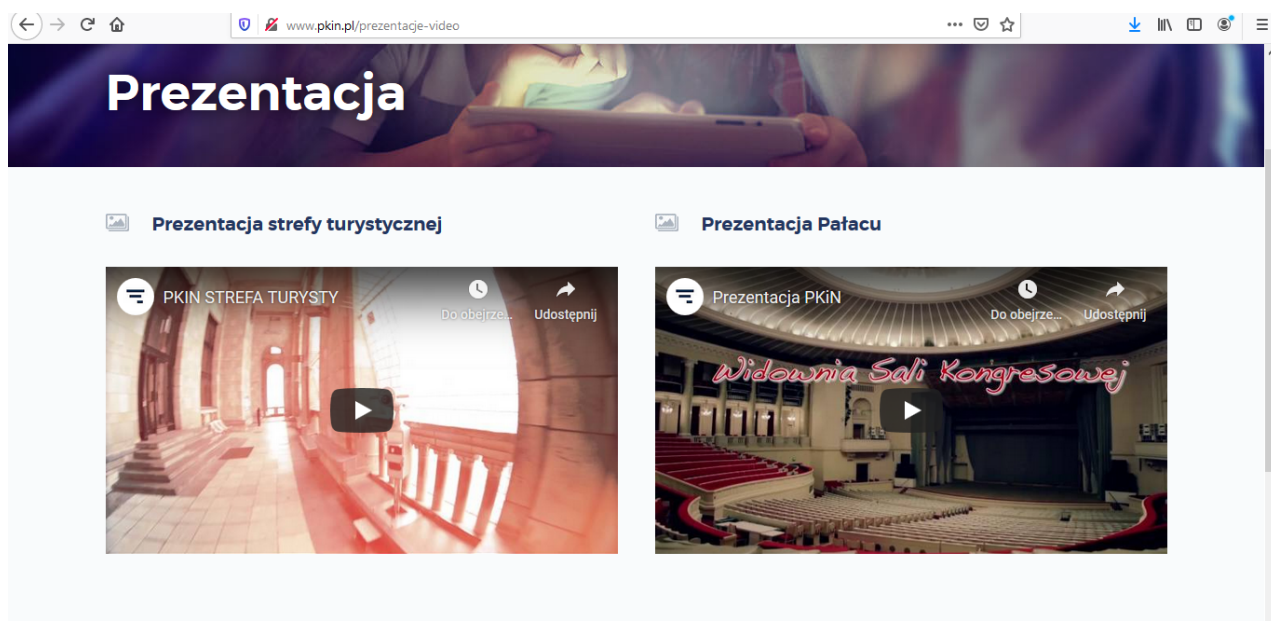 www.pkin.pl/prezentacje-video
Prezentacja
Prezentacja strefy turystycznej
Prezentacja Pałacu
PKIN STREFA TURYSTY
Do obejrze...
Udostępnij
Prezentacja PKiN
Do obejrze...
Udostępnij
Widownia Sali Kongresowej